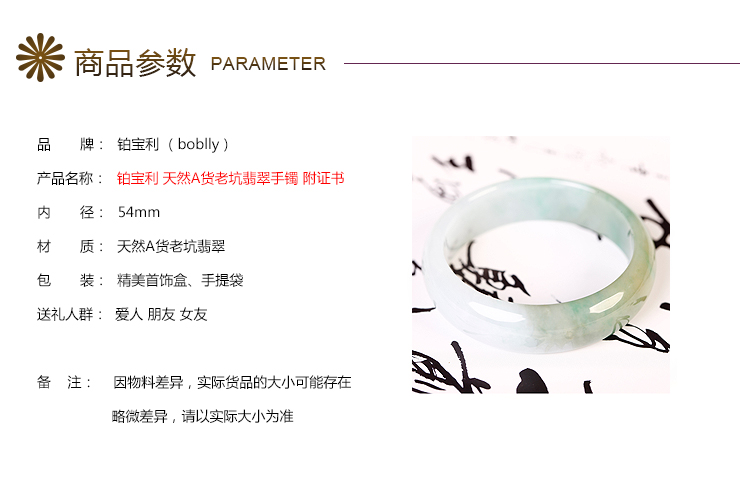 商品参数 PARAMETER
品 牌： 铂宝利（boblly）
产品名称： 铂宝利 天然A货老坑翡翠手镯 附证书
内 径： 54mm
材 质： 天然A货老坑翡翠
包 装： 精美首饰盒、手提袋
送礼人群： 爱人 朋友 女友
备 注： 因物料差异，实际货品的大小可能存在
略微差异，请以实际大小为准